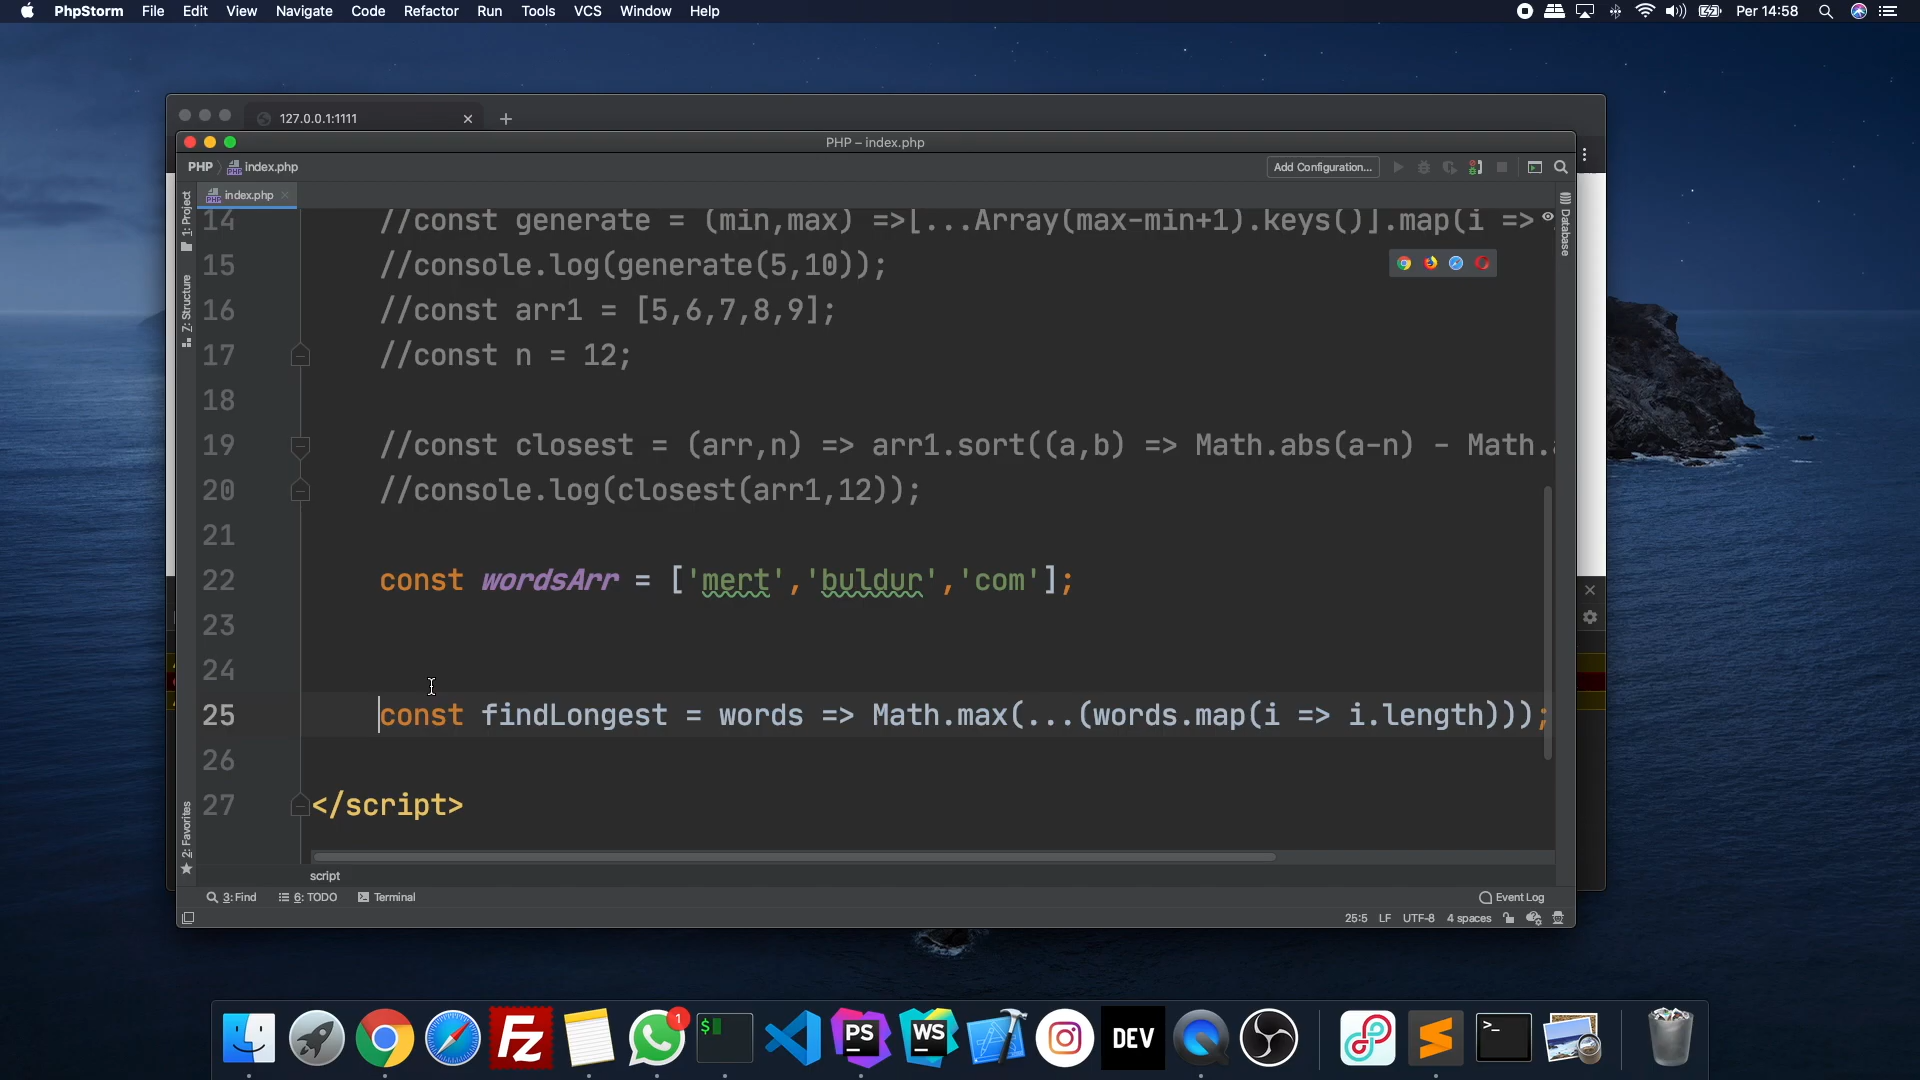 PhpStorm File Edit View Navigate Code Refactor Run Tools VCS Window Help Per 14:58
127.0.0.1:1111
PHP – index.php
PHP index.php Add Configuration...
index.php
1: Project
7: Structure
2: Favorites
Database
14 //const generate = (min,max) =>[...Array(max-min+1).keys()].map(i =>
15 //console.log(generate(5,10));
16 //const arr1 = [5,6,7,8,9];
17 //const n = 12;
18
19 //const closest = (arr,n) => arr1.sort((a,b) => Math.abs(a-n) - Math.
20 //console.log(closest(arr1,12));
21
22 const wordsArr = ['mert','buldur','com'];
23
24
25 const findLongest = words => Math.max(...(words.map(i => i.length)));
26
27 </script>
script
3: Find 6: TODO Terminal Event Log
25:5 LF UTF-8 4 spaces
1
$
PS
WS
DEV
>_
Fz